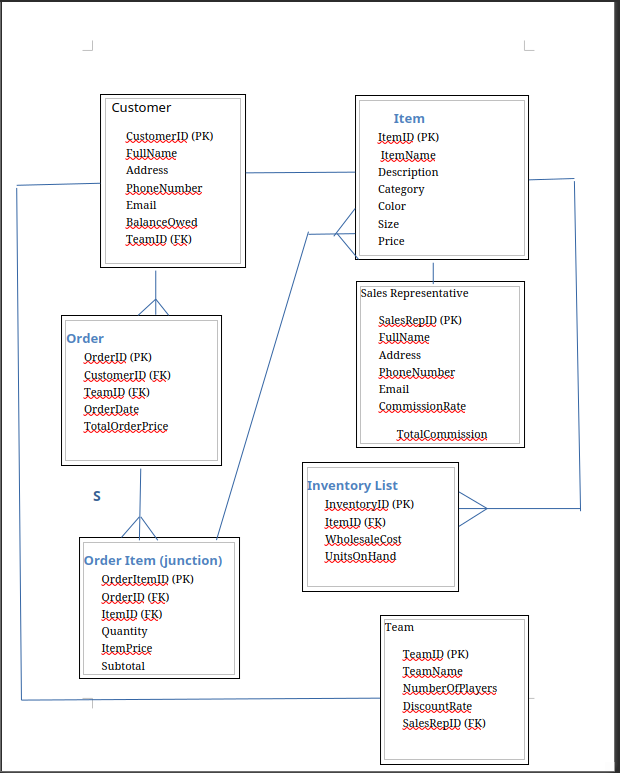 Customer
CustomerID (PK)
FullName
Address
PhoneNumber
Email
BalanceOwed
TeamID (FK)
Item
ItemID (PK)
ItemName
Description
Category
Color
Size
Price
Order
OrderID (PK)
CustomerID (FK)
TeamID (FK)
OrderDate
TotalOrderPrice
Sales Representative
SalesRepID (PK)
FullName
Address
PhoneNumber
Email
CommissionRate
TotalCommission
S
Inventory List
InventoryID (PK)
ItemID (FK)
WholesaleCost
UnitsOnHand
Order Item (junction)
OrderItemID (PK)
OrderID (FK)
ItemID (FK)
Quantity
ItemPrice
Subtotal
Team
TeamID (PK)
TeamName
NumberOfPlayers
DiscountRate
SalesRepID (FK)